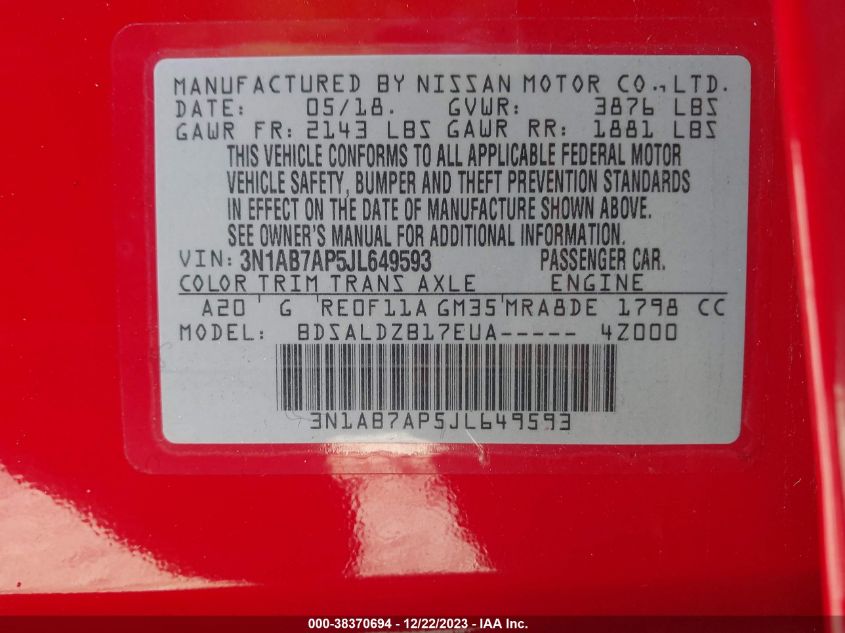 MANUFACTURED BY NISSAN MOTOR CO., LTD.
DATE: 05/18. GVWR: 3876 LBS
GAWR FR: 2143 LBS GAWR RR: 1881 LBS
THIS VEHICLE CONFORMS TO ALL APPLICABLE FEDERAL MOTOR
VEHICLE SAFETY, BUMPER AND THEFT PREVENTION STANDARDS
IN EFFECT ON THE DATE OF MANUFACTURE SHOWN ABOVE.
SEE OWNER'S MANUAL FOR ADDITIONAL INFORMATION.
VIN: 3N1AB7AP5JL649593 PASSENGER CAR.
COLOR TRIM TRANS AXLE ENGINE
A20 G RE0F11A GM35 MRA8DE 1798 CC
MODEL: BDSALDZB17EUA----- 4Z000
3N1AB7AP5JL649593
000-38370694 - 12/22/2023 - IAA Inc.